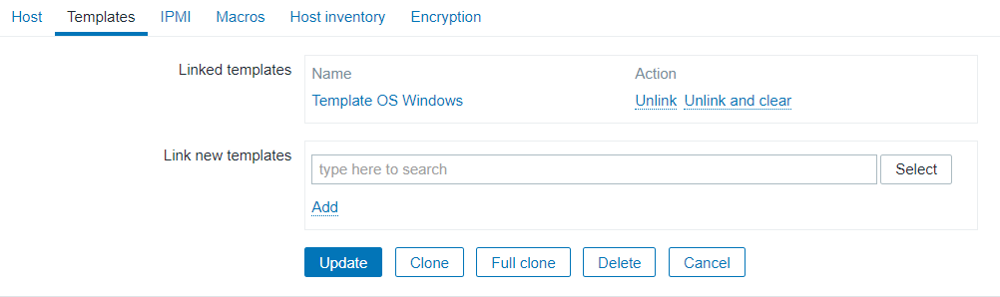 Host Templates IPMI Macros Host inventory Encryption
Linked templates Name Action
Template OS Windows Unlink Unlink and clear
Link new templates type here to search Select
Add
Update Clone Full clone Delete Cancel